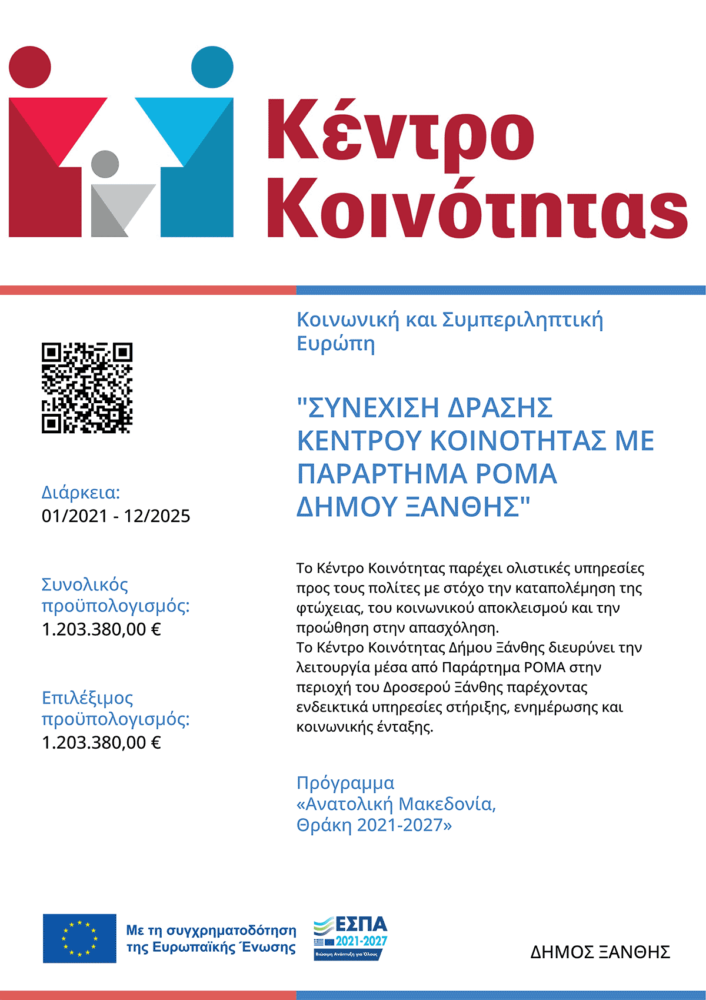 Κέντρο
Κοινότητας
Κοινωνική και Συμπεριληπτική
Ευρώπη
"ΣΥΝΕΧΙΣΗ ΔΡΑΣΗΣ
ΚΕΝΤΡΟΥ ΚΟΙΝΟΤΗΤΑΣ ΜΕ
ΠΑΡΑΡΤΗΜΑ ΡΟΜΑ
ΔΗΜΟΥ ΞΑΝΘΗΣ"
Διάρκεια:
01/2021 - 12/2025
Συνολικός
προϋπολογισμός:
1.203.380,00 €
Επιλέξιμος
προϋπολογισμός:
1.203.380,00 €
Το Κέντρο Κοινότητας παρέχει ολιστικές υπηρεσίες
προς τους πολίτες με στόχο την καταπολέμηση της
φτώχειας, του κοινωνικού αποκλεισμού και την
προώθηση στην απασχόληση.
Το Κέντρο Κοινότητας Δήμου Ξάνθης διευρύνει την
λειτουργία μέσα από Παράρτημα ΡΟΜΑ στην
περιοχή του Δροσερού Ξάνθης παρέχοντας
ενδεικτικά υπηρεσίες στήριξης, ενημέρωσης και
κοινωνικής ένταξης.
Πρόγραμμα
«Ανατολική Μακεδονία,
Θράκη 2021-2027»
Με τη συγχρηματοδότηση
της Ευρωπαϊκής Ένωσης
ΕΣΠΑ
2021-2027
Βιώσιμη Ανάπτυξη για Όλους
ΔΗΜΟΣ ΞΑΝΘΗΣ